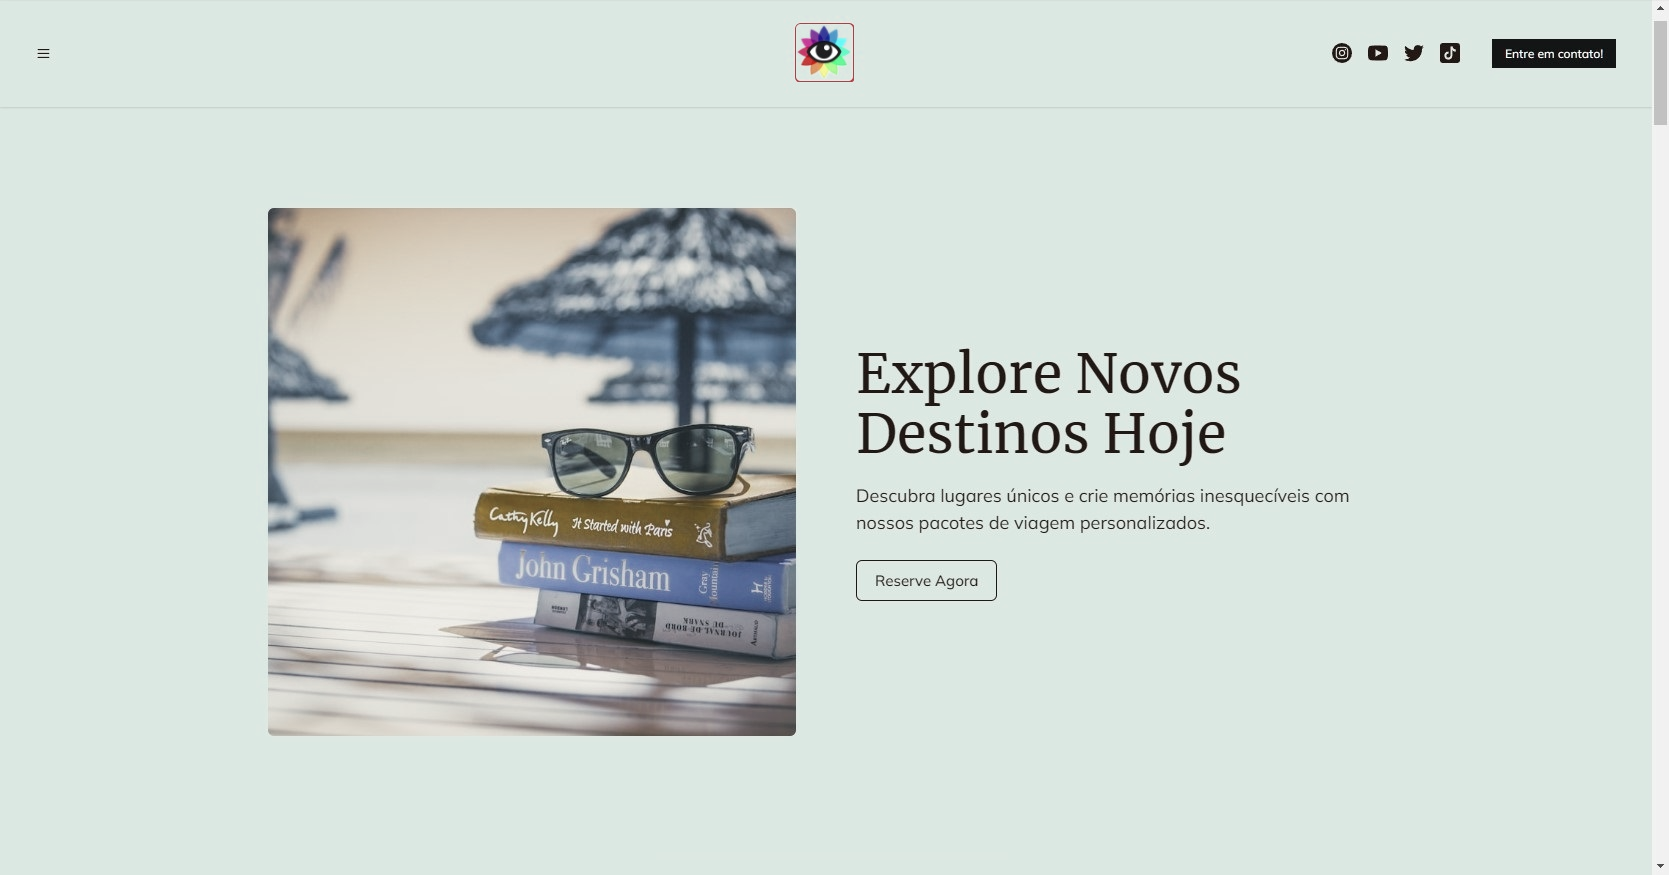 Entre em contato!
Explore Novos
Destinos Hoje
Descubra lugares únicos e crie memórias inesquecíveis com
nossos pacotes de viagem personalizados.
Reserve Agora
Cathy Kelly It Started with Paris
John Grisham Gray Mountain
JOURNAL DE BORD
DE SNARK